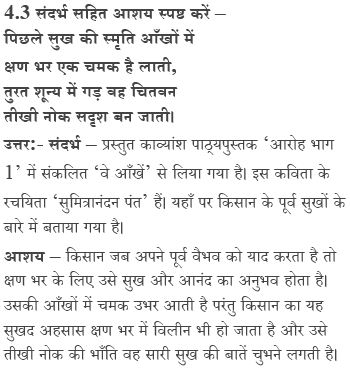 4.3 संदर्भ सहित आशय स्पष्ट करें –
पिछले सुख की स्मृति आँखों में
क्षण भर एक चमक है लाती,
तुरत शून्य में गड़ वह चितवन
तीखी नोक सदृश बन जाती।
उत्तर:- संदर्भ – प्रस्तुत काव्यांश पाठ्यपुस्तक ‘आरोह भाग
1’ में संकलित ‘वे आँखें’ से लिया गया है। इस कविता के
रचयिता ‘सुमित्रानंदन पंत’ हैं। यहाँ पर किसान के पूर्व सुखों के
बारे में बताया गया है।
आशय – किसान जब अपने पूर्व वैभव को याद करता है तो
क्षण भर के लिए उसे सुख और आनंद का अनुभव होता है।
उसकी आँखों में चमक उभर आती है परंतु किसान का यह
सुखद अहसास क्षण भर में विलीन भी हो जाता है और उसे
तीखी नोक की भाँति वह सारी सुख की बातें चुभने लगती है।